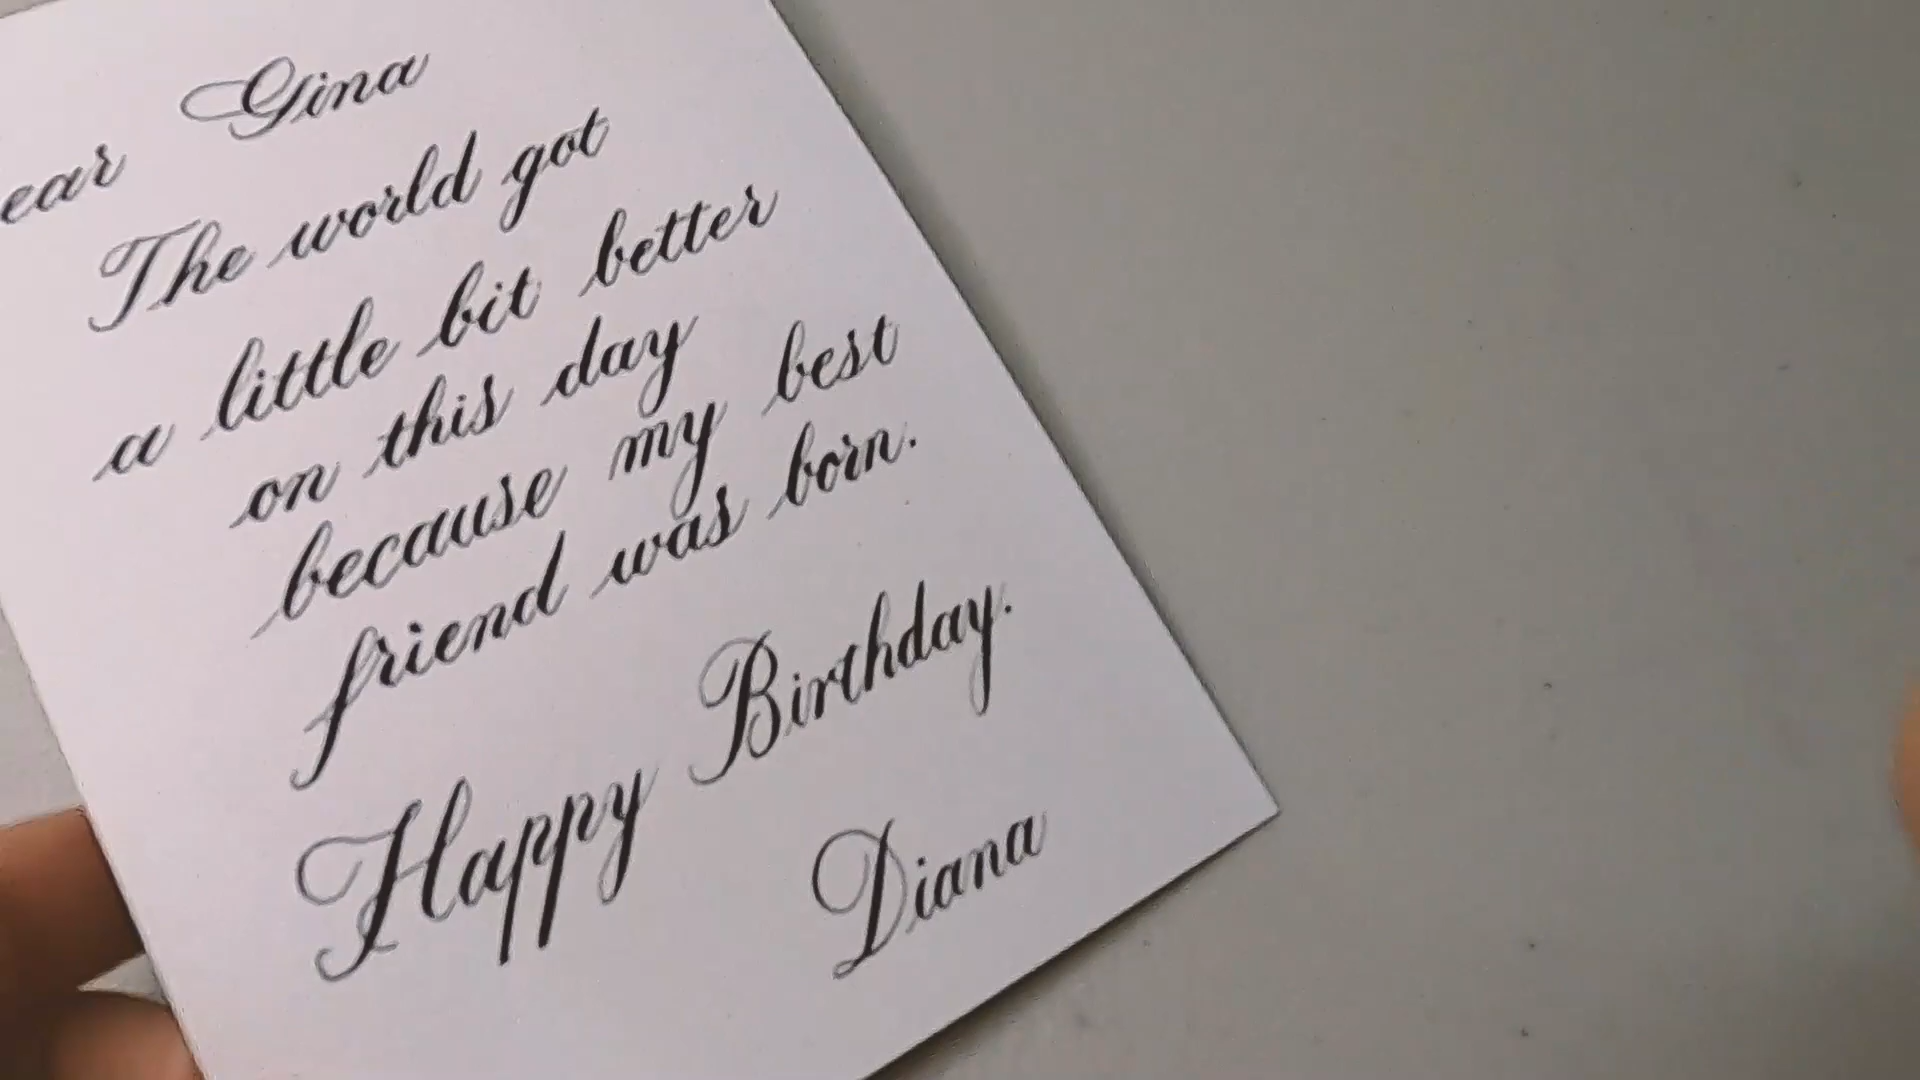 ear Gina
The world got
a little bit better
on this day
because my best
friend was born.
Happy Birthday.
Diana